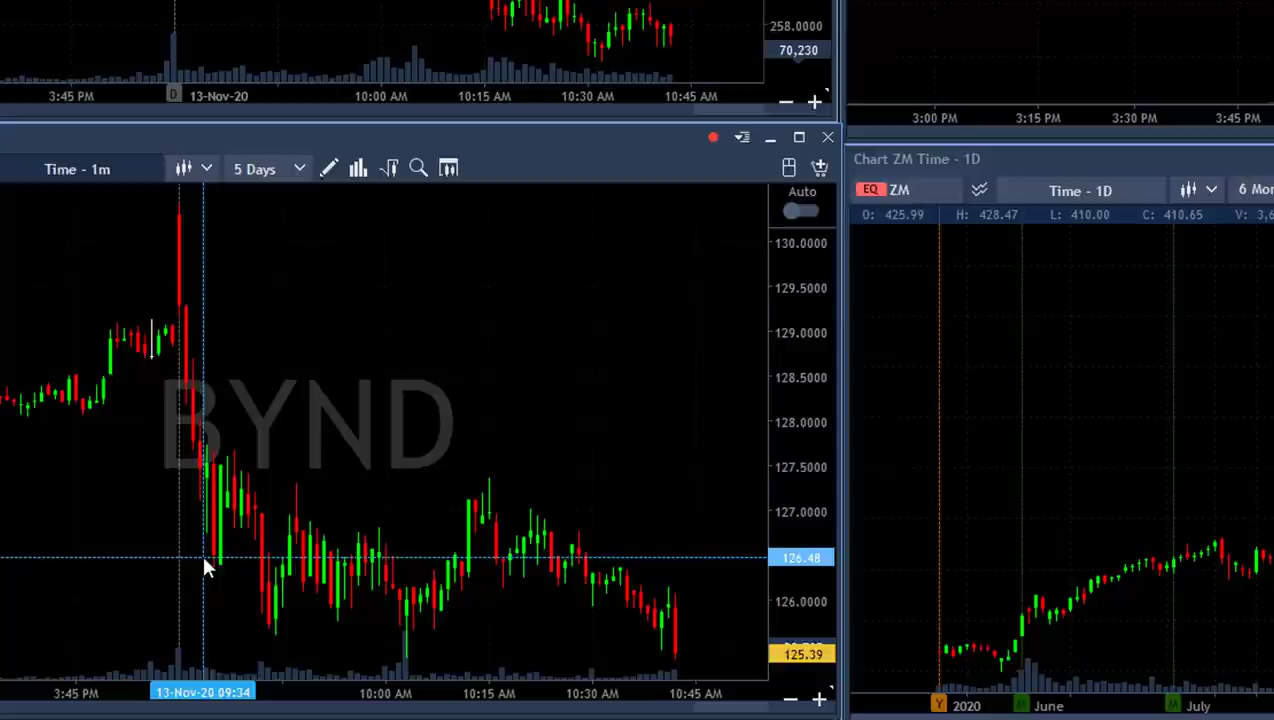 258.0000
70,230
3:45 PM D 13-Nov-20 10:00 AM 10:15 AM 10:30 AM 10:45 AM
3:00 PM 3:15 PM 3:30 PM 3:45 PM
Time - 1m 5 Days
Auto
130.0000
129.5000
129.0000
128.5000
128.0000
127.5000
127.0000
126.48
126.0000
125.39
BYND
3:45 PM 13-Nov-20 09:34 10:00 AM 10:15 AM 10:30 AM 10:45 AM
Chart ZM Time - 1D
EQ ZM Time - 1D 6 Mon
O: 425.99 H: 428.47 L: 410.00 C: 410.65 V: 3,6
Y 2020 M June M July